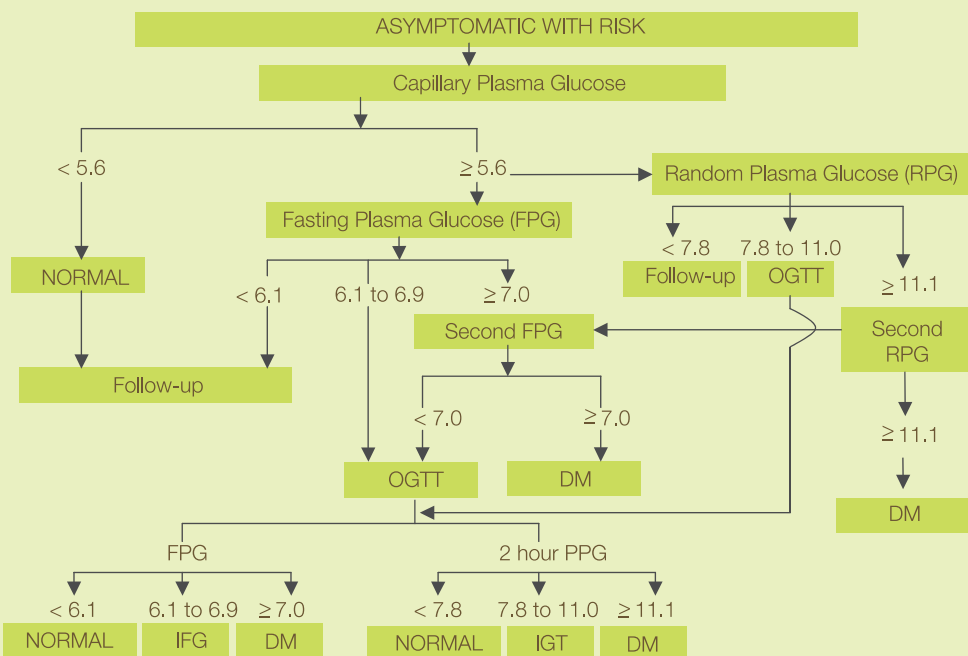 ASYMPTOMATIC WITH RISK
Capillary Plasma Glucose
< 5.6
≥ 5.6
Random Plasma Glucose (RPG)
Fasting Plasma Glucose (FPG)
< 7.8
7.8 to 11.0
≥ 11.1
NORMAL
Follow-up
OGTT
< 6.1
6.1 to 6.9
≥ 7.0
Second FPG
Second
RPG
Follow-up
< 7.0
≥ 7.0
≥ 11.1
OGTT
DM
DM
FPG
2 hour PPG
< 6.1
6.1 to 6.9
≥ 7.0
< 7.8
7.8 to 11.0
≥ 11.1
NORMAL
IFG
DM
NORMAL
IGT
DM